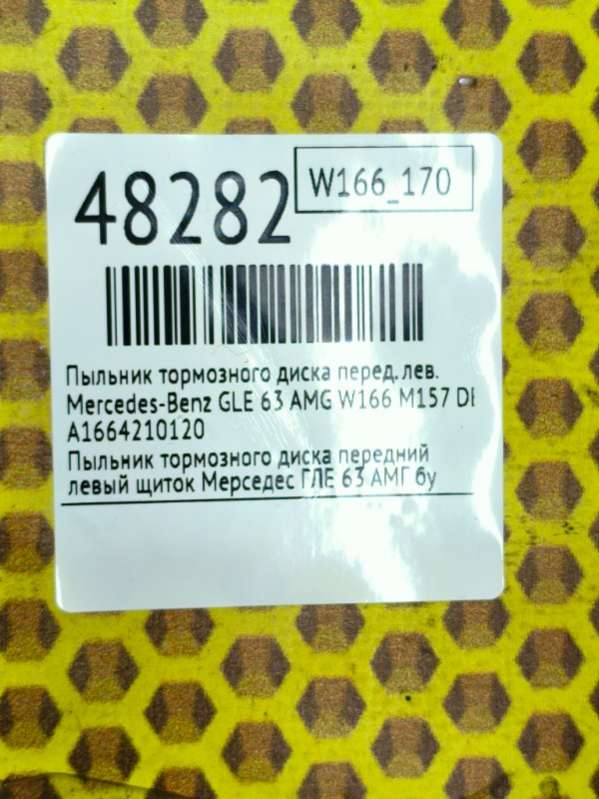 48282
W166_170
Пыльник тормозного диска перед. лев.
Mercedes-Benz GLE 63 AMG W166 M157
A1664210120
Пыльник тормозного диска передний
левый щиток Мерседес ГЛЕ 63 АМГ бу